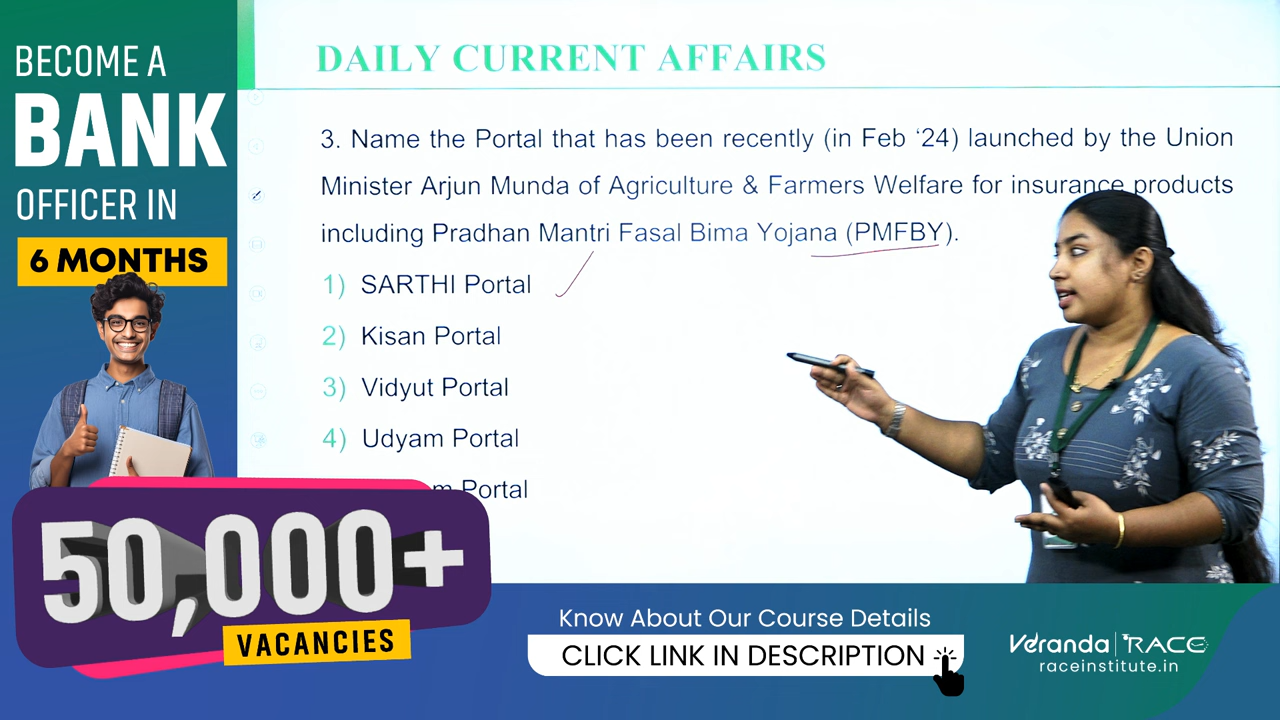 BECOME A
BANK
OFFICER IN
6 MONTHS
DAILY CURRENT AFFAIRS
3. Name the Portal that has been recently (in Feb ‘24) launched by the Union
Minister Arjun Munda of Agriculture & Farmers Welfare for insurance products
including Pradhan Mantri Fasal Bima Yojana (PMFBY).
1) SARTHI Portal
2) Kisan Portal
3) Vidyut Portal
4) Udyam Portal
Portal
50,000+
VACANCIES
Know About Our Course Details
CLICK LINK IN DESCRIPTION
Veranda RACE
raceinstitute.in